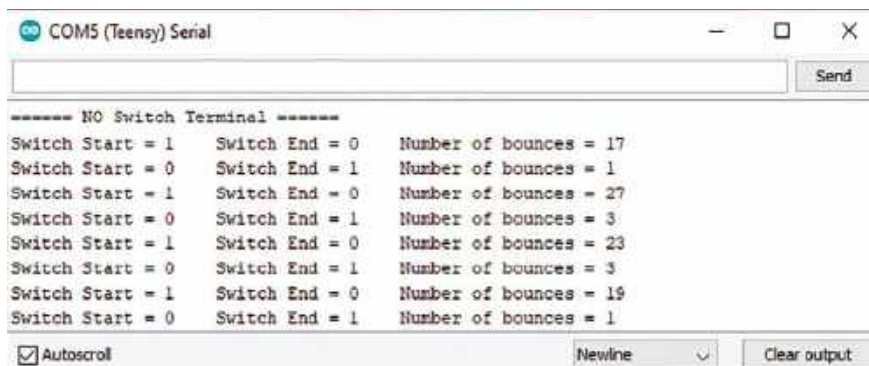 COM5 (Teensy) Serial
Send
====== NO Switch Terminal ======
Switch Start = 1 Switch End = 0 Number of bounces = 17
Switch Start = 0 Switch End = 1 Number of bounces = 1
Switch Start = 1 Switch End = 0 Number of bounces = 27
Switch Start = 0 Switch End = 1 Number of bounces = 3
Switch Start = 1 Switch End = 0 Number of bounces = 23
Switch Start = 0 Switch End = 1 Number of bounces = 3
Switch Start = 1 Switch End = 0 Number of bounces = 19
Switch Start = 0 Switch End = 1 Number of bounces = 1
Autoscroll Newline Clear output